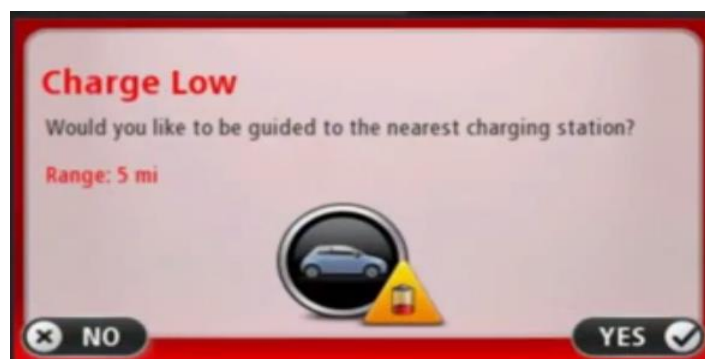 Charge Low
Would you like to be guided to the nearest charging station?
Range: 5 mi
NO
YES